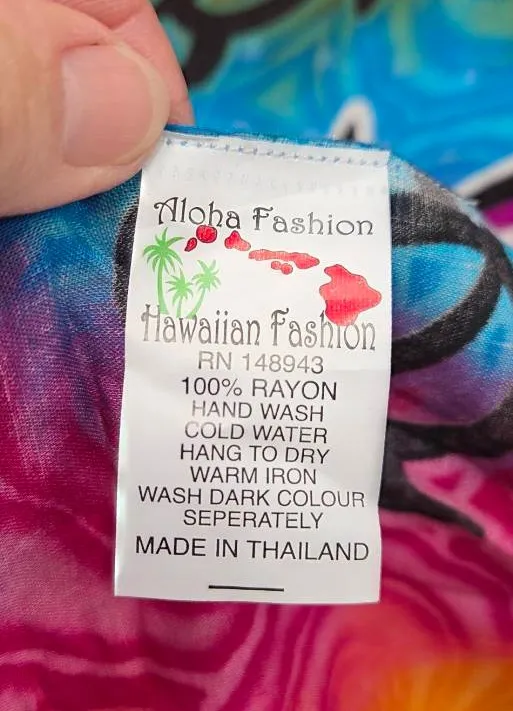 Aloha Fashion
Hawaiian Fashion
RN 148943
100% RAYON
HAND WASH
COLD WATER
HANG TO DRY
WARM IRON
WASH DARK COLOUR
SEPERATELY
MADE IN THAILAND